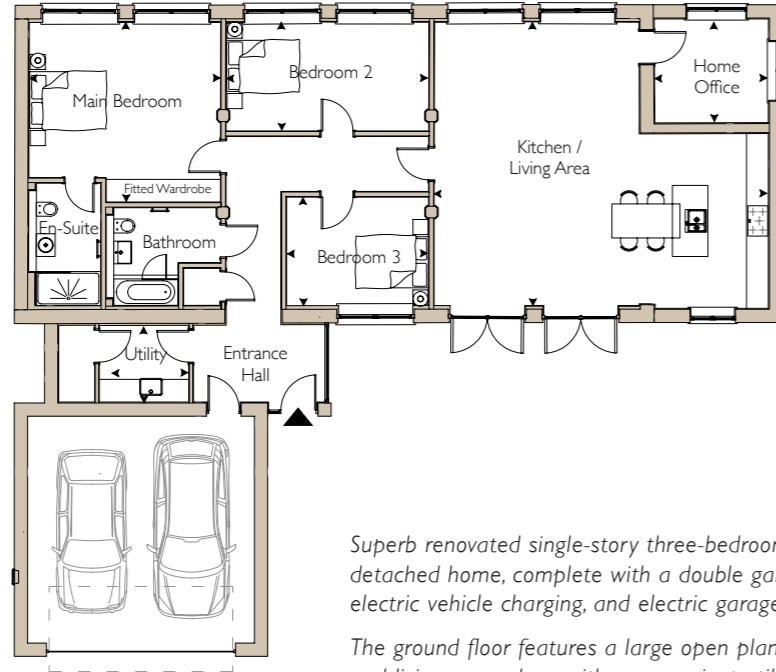 Main Bedroom
Bedroom 2
Home
Office
Kitchen /
Living Area
Fitted Wardrobe
En-Suite
Bathroom
Bedroom 3
Utility
Entrance
Hall
Superb renovated single-story three-bedroom
detached home, complete with a double
electric vehicle charging, and electric garage
The ground floor features a large open plan